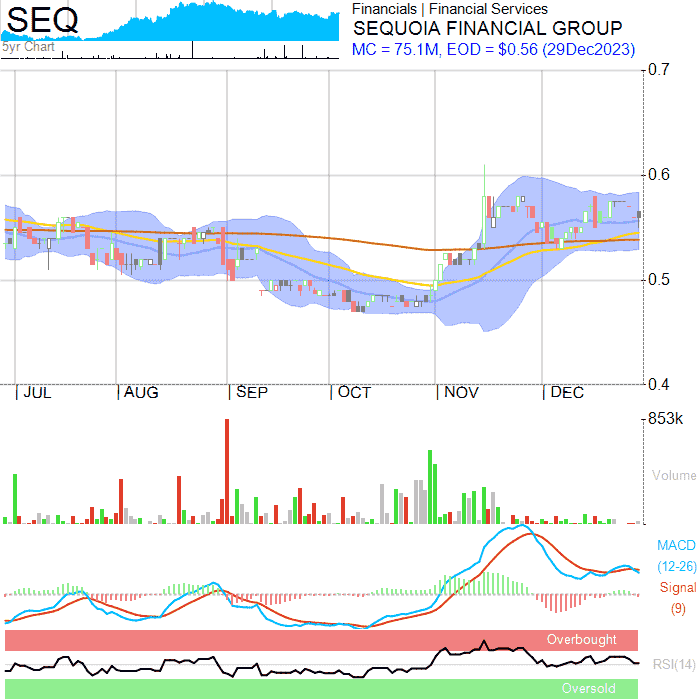 SEQ
5yr Chart
Financials | Financial Services
SEQUOIA FINANCIAL GROUP
MC = 75.1M, EOD = $0.56 (29Dec2023)
0.7
0.6
0.5
0.4
JUL AUG SEP OCT NOV DEC
853k
Volume
MACD
(12-26)
Signal
(9)
Overbought
RSI(14)
Oversold